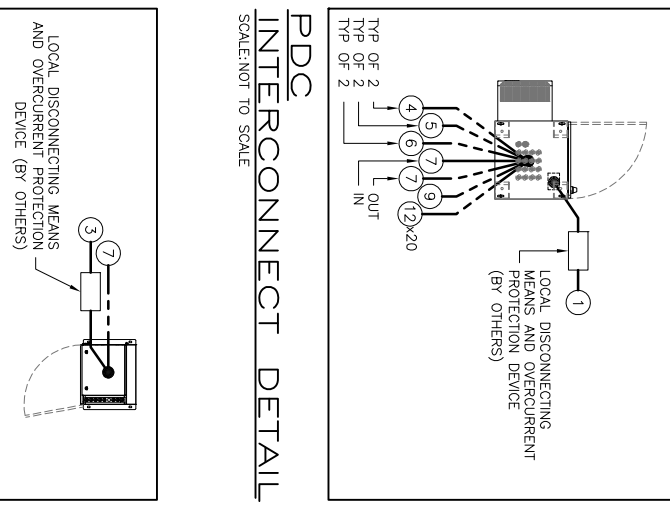 TYP OF 2
TYP OF 2
TYP OF 2
4
5
6
7
7
9
12
x20
IN
OUT
1
LOCAL DISCONNECTING
MEANS AND OVERCURRENT
PROTECTION DEVICE
(BY OTHERS)
PDC
INTERCONNECT DETAIL
SCALE:NOT TO SCALE
LOCAL DISCONNECTING MEANS
AND OVERCURRENT PROTECTION
DEVICE (BY OTHERS)
3
7